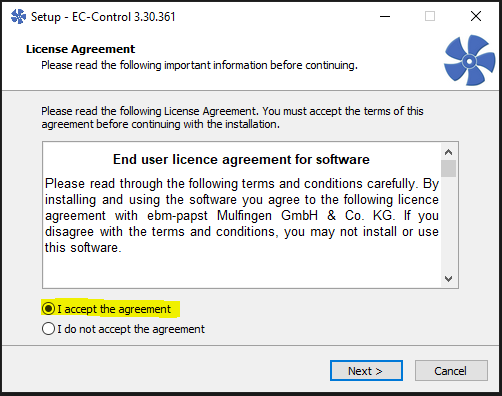 Setup - EC-Control 3.30.361
License Agreement
Please read the following important information before continuing.
Please read the following License Agreement. You must accept the terms of this
agreement before continuing with the installation.
End user licence agreement for software
Please read through the following terms and conditions carefully. By
installing and using the software you agree to the following licence
agreement with ebm-papst Mulfingen GmbH & Co. KG. If you
disagree with the terms and conditions, you may not install or use
this software.
I accept the agreement
I do not accept the agreement
Next >
Cancel